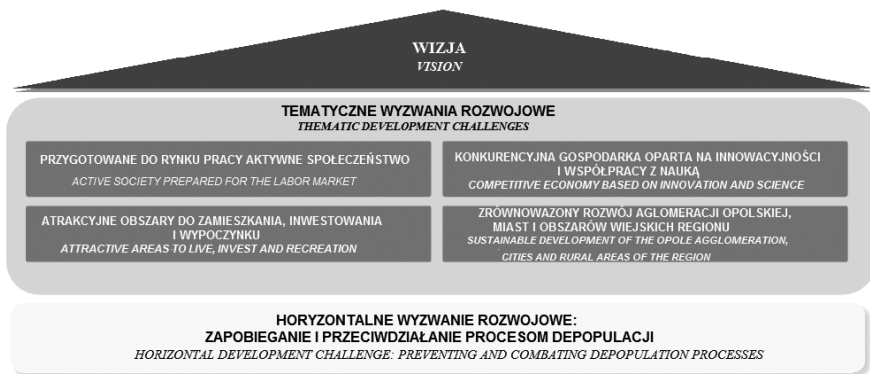 WIZJA
VISION
TEMATYCZNE WYZWANIA ROZWOJOWE
THEMATIC DEVELOPMENT CHALLENGES
PRZYGOTOWANE DO RYNKU PRACY AKTYWNE SPOŁECZEŃSTWO
ACTIVE SOCIETY PREPARED FOR THE LABOR MARKET
KONKURENCYJNA GOSPODARKA OPARTA NA INNOWACYJNOŚCI
I WSPÓŁPRACY Z NAUKĄ
COMPETITIVE ECONOMY BASED ON INNOVATION AND SCIENCE
ATRAKCYJNE OBSZARY DO ZAMIESZKANIA, INWESTOWANIA
I WYPOCZYNKU
ATTRACTIVE AREAS TO LIVE, INVEST AND RECREATION
ZRÓWNOWAZONY ROZWÓJ AGLOMERACJI OPOLSKIEJ,
MIAST I OBSZARÓW WIEJSKICH REGIONU
SUSTAINABLE DEVELOPMENT OF THE OPOLE AGGLOMERATION,
CITIES AND RURAL AREAS OF THE REGION
HORYZONTALNE WYZWANIE ROZWOJOWE:
ZAPOBIEGANIE I PRZECIWDZIAŁANIE PROCESOM DEPOPULACJI
HORIZONTAL DEVELOPMENT CHALLENGE: PREVENTING AND COMBATING DEPOPULATION PROCESSES